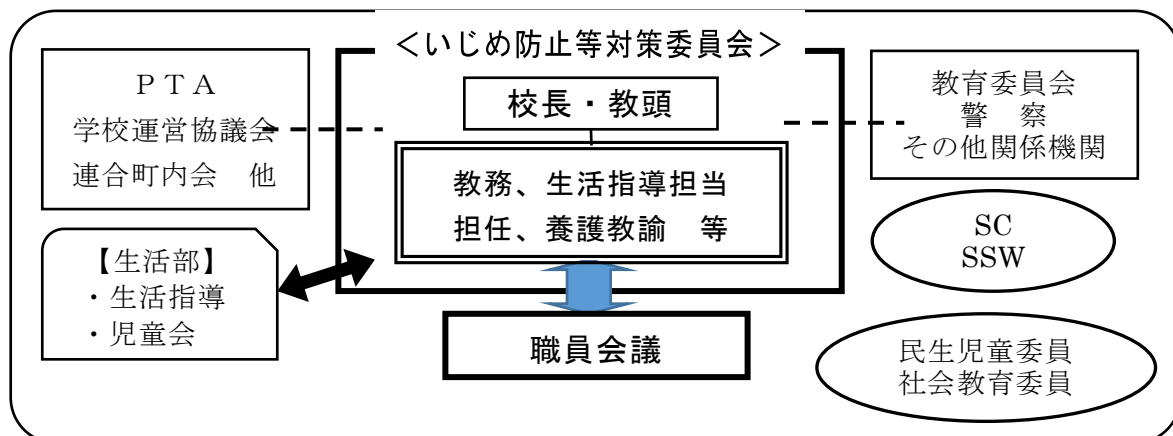 ＜いじめ防止等対策委員会＞
校長・教頭
教務、生活指導担当
担任、養護教諭　等
職員会議
ＰＴＡ
学校運営協議会
連合町内会　他
【生活部】
・生活指導
・児童会
教育委員会
警　察
その他関係機関
SC
SSW
民生児童委員
社会教育委員